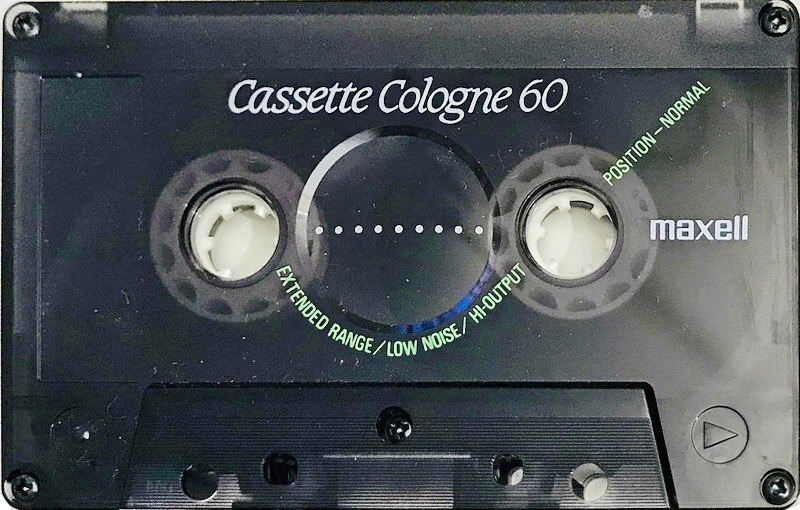 Cassette Cologne 60
POSITION – NORMAL
maxell
EXTENDED RANGE / LOW NOISE / HI-OUTPUT